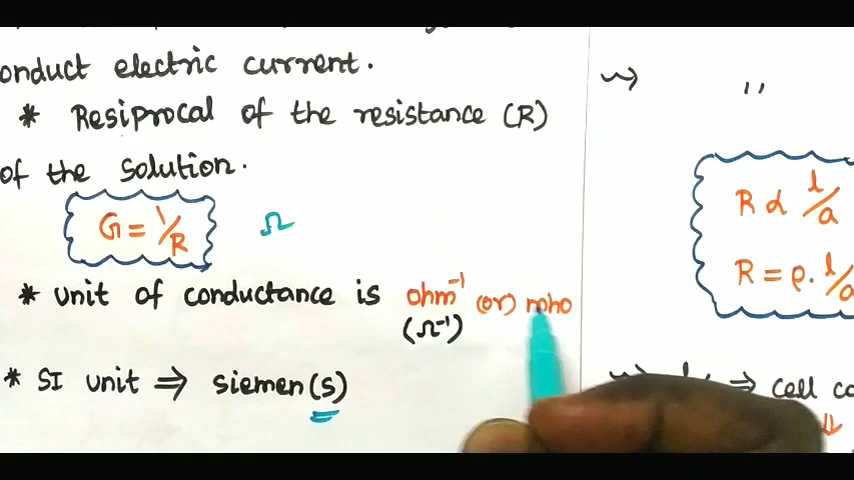 onduct electric current.
* Resiprocal of the resistance (R)
of the solution.
G = 1/R Ω
* unit of conductance is ohm⁻¹ (or) mho
(Ω⁻¹)
* SI unit ⇒ siemen (s)
〃
R ∝ l/a
R = ρ. l/a
⇒ cell co